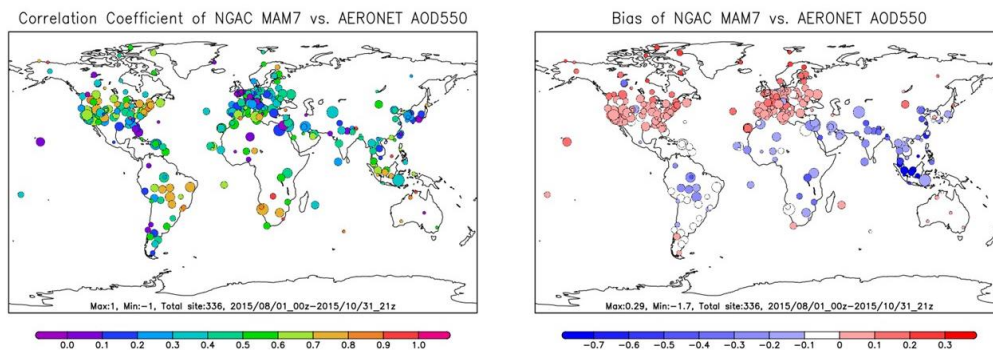 Correlation Coefficient of NGAC MAM7 vs. AERONET AOD550
Max:1, Min:-1, Total site:336, 2015/08/01_00z-2015/10/31_21z
0.0 0.1 0.2 0.3 0.4 0.5 0.6 0.7 0.8 0.9 1.0
Bias of NGAC MAM7 vs. AERONET AOD550
Max:0.29, Min:-1.7, Total site:336, 2015/08/01_00z-2015/10/31_21z
-0.7 -0.6 -0.5 -0.4 -0.3 -0.2 -0.1 0.1 0.2 0.3